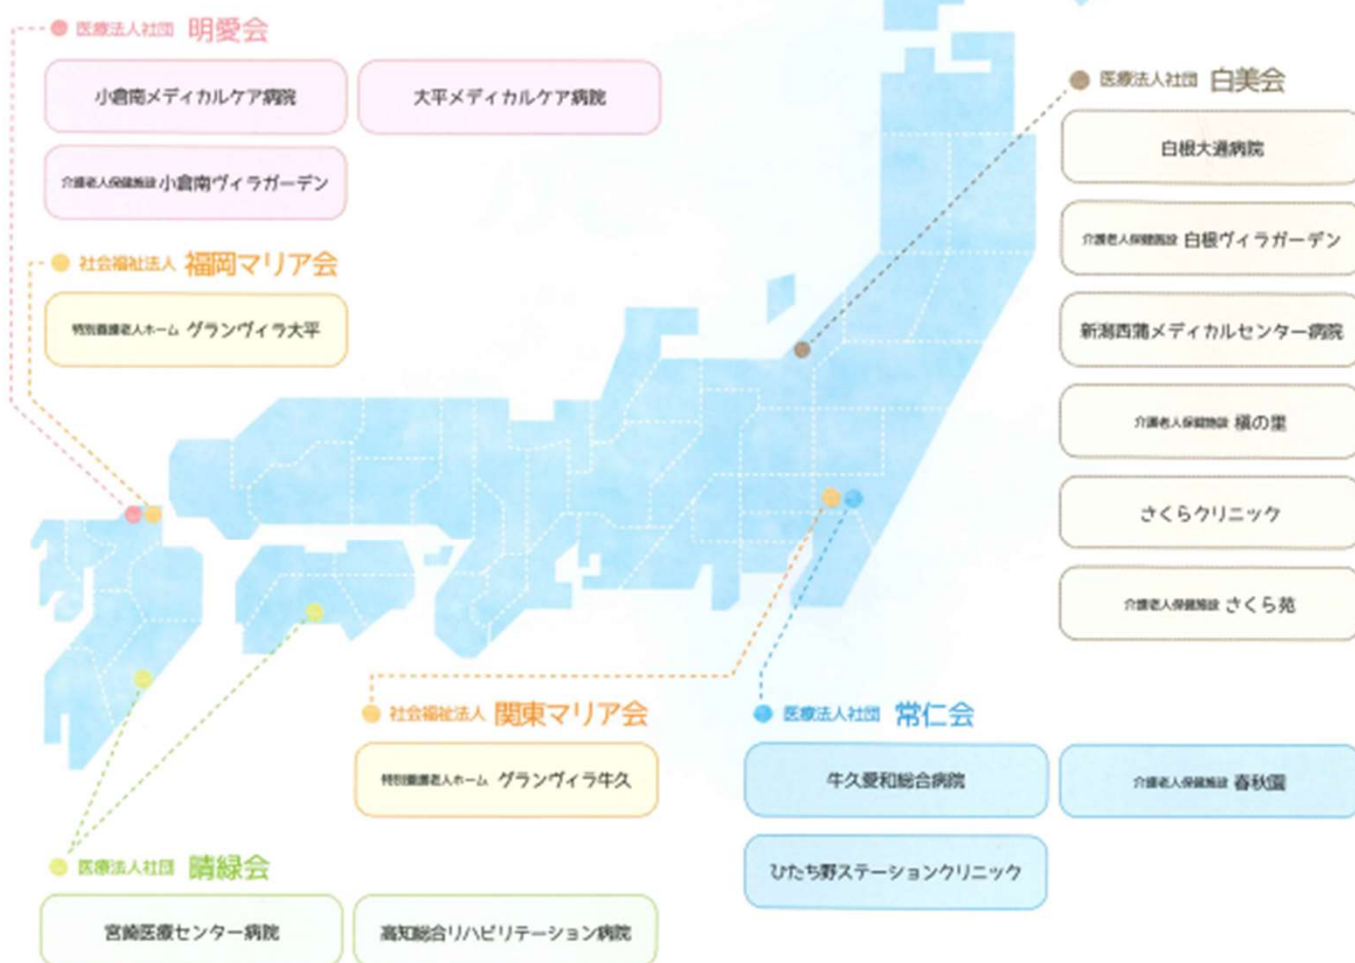 医療法人社団 明愛会
小倉南メディカルケア病院
大平メディカルケア病院
介護老人保健施設 小倉南ヴィラガーデン
社会福祉法人 福岡マリア会
特別養護老人ホーム グランヴィラ大平
医療法人社団 白美会
白根大通病院
介護老人保健施設 白根ヴィラガーデン
新潟西蒲メディカルセンター病院
介護老人保健施設 槇の里
さくらクリニック
介護老人保健施設 さくら苑
社会福祉法人 関東マリア会
特別養護老人ホーム グランヴィラ牛久
医療法人社団 常仁会
牛久愛和総合病院
介護老人保健施設 春秋園
ひたち野ステーションクリニック
医療法人社団 晴緑会
宮崎医療センター病院
高知総合リハビリテーション病院